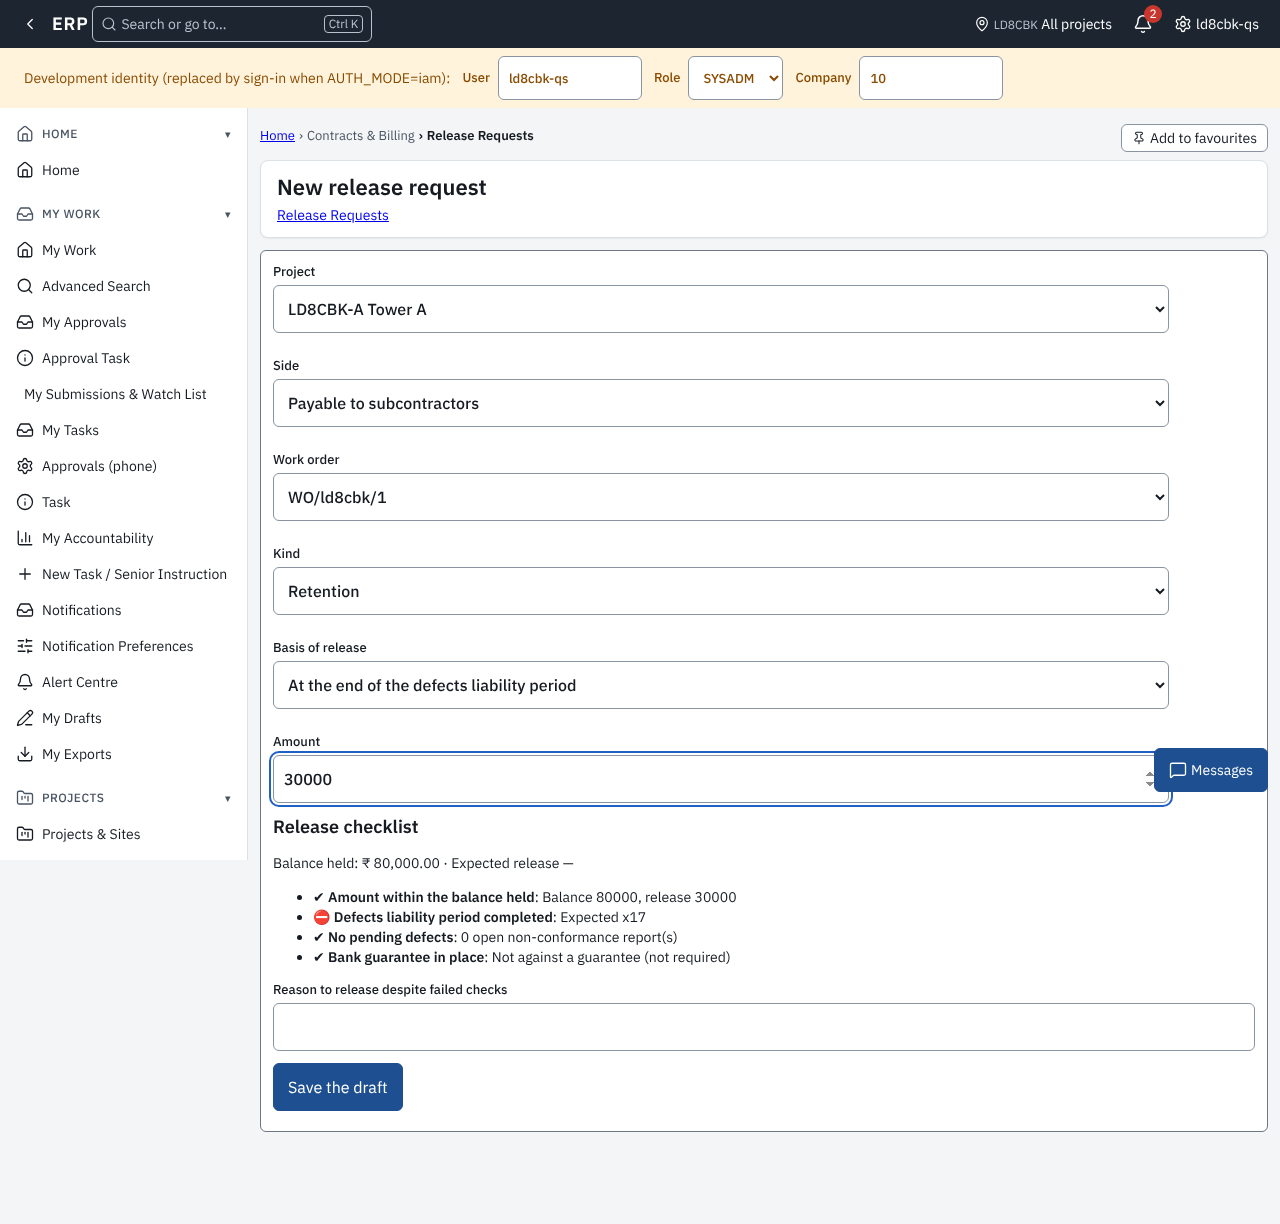 ERP
Search or go to...
Ctrl K
LD8CBK All projects
2
ld8cbk-qs
Development identity (replaced by sign-in when AUTH_MODE=iam):
User
ld8cbk-qs
Role
SYSADM
Company
10
HOME
Home
MY WORK
My Work
Advanced Search
My Approvals
Approval Task
My Submissions & Watch List
My Tasks
Approvals (phone)
Task
My Accountability
New Task / Senior Instruction
Notifications
Notification Preferences
Alert Centre
My Drafts
My Exports
PROJECTS
Projects & Sites
Home › Contracts & Billing › Release Requests
Add to favourites
New release request
Release Requests
Project
LD8CBK-A Tower A
Side
Payable to subcontractors
Work order
WO/ld8cbk/1
Kind
Retention
Basis of release
At the end of the defects liability period
Amount
30000
Messages
Release checklist
Balance held: ₹ 80,000.00 · Expected release —
• ✔ Amount within the balance held: Balance 80000, release 30000
• ⛔ Defects liability period completed: Expected x17
• ✔ No pending defects: 0 open non-conformance report(s)
• ✔ Bank guarantee in place: Not against a guarantee (not required)
Reason to release despite failed checks
Save the draft